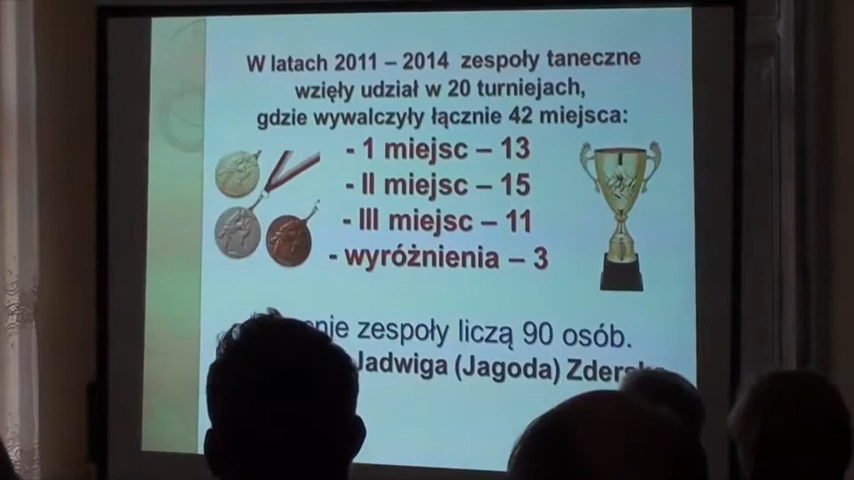 W latach 2011 – 2014 zespoły taneczne
wzięły udział w 20 turniejach,
gdzie wywalczyły łącznie 42 miejsca:
- 1 miejsc – 13
- II miejsc – 15
- III miejsc – 11
- wyróżnienia – 3
zespoły liczą 90 osób.
Jadwiga (Jagoda)